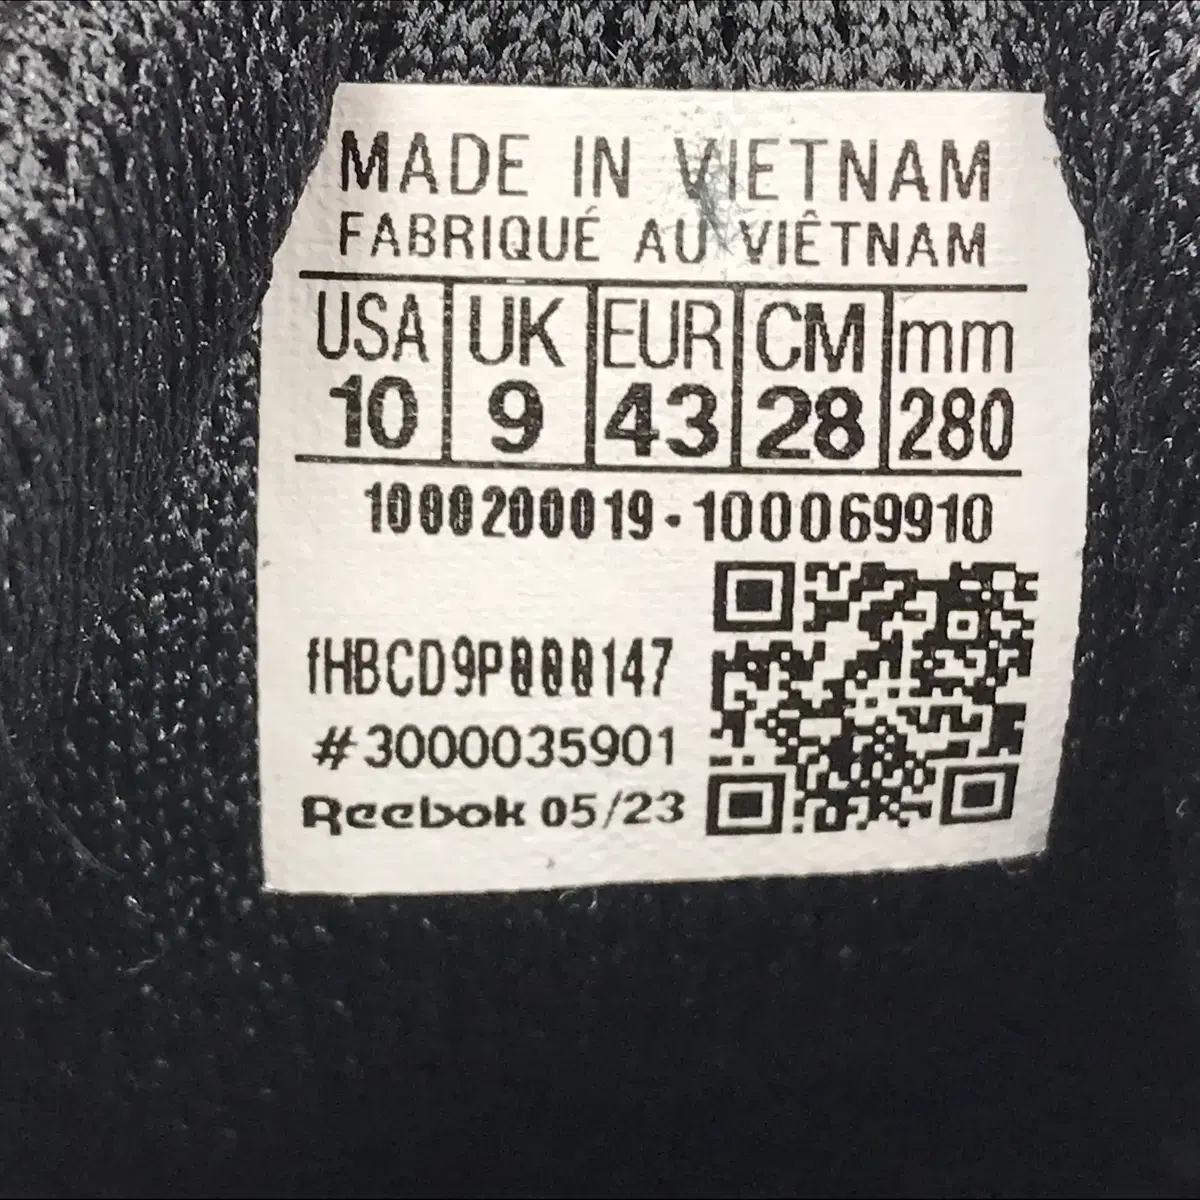 MADE IN VIETNAM
FABRIQUÉ AU VIÊTNAM
USA UK EUR CM mm
10 9 43 28 280
1000200019-100069910
fHBCD9P000147
#3000035901
Reebok 05/23